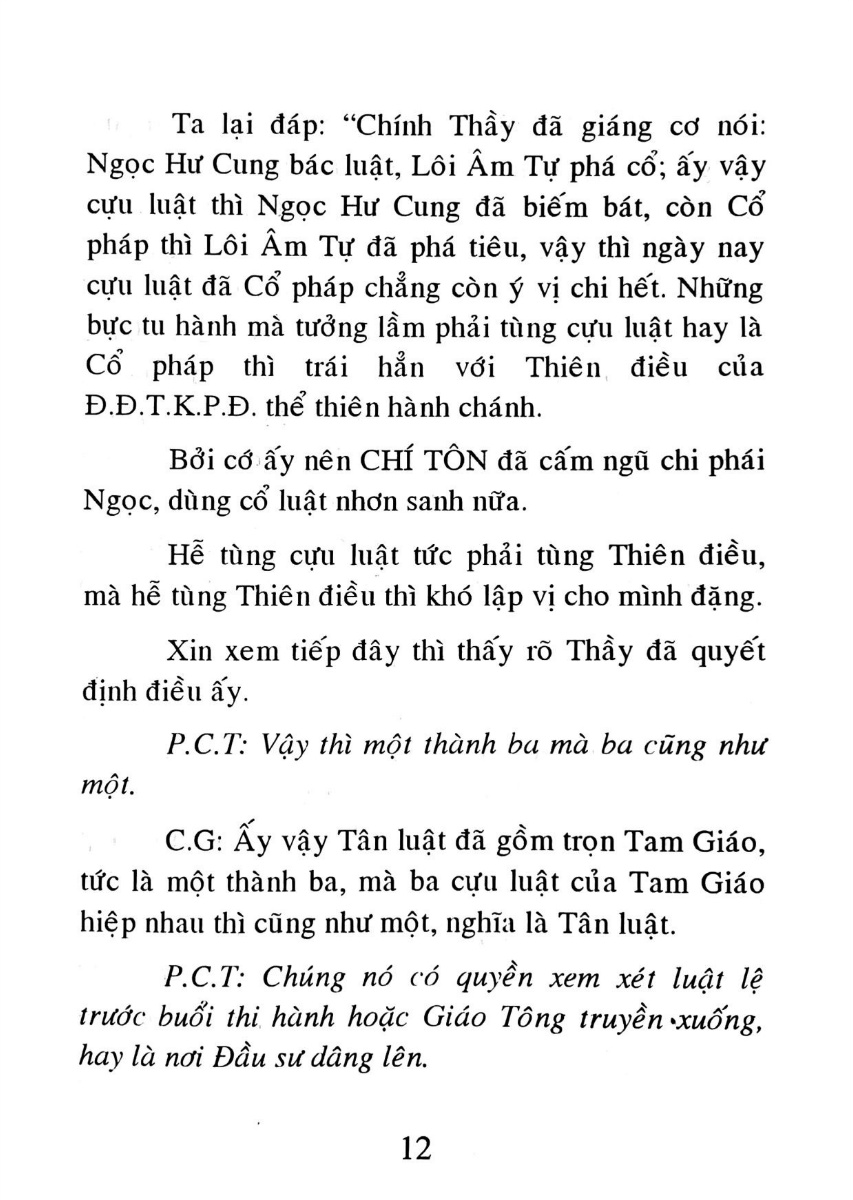 Ta lại đáp: “Chính Thầy đã giáng cơ nói:
Ngọc Hư Cung bác luật, Lôi Âm Tự phá cổ; ấy vậy
cựu luật thì Ngọc Hư Cung đã biếm bát, còn Cổ
pháp thì Lôi Âm Tự đã phá tiêu, vậy thì ngày nay
cựu luật đã Cổ pháp chẳng còn ý vị chi hết. Những
bực tu hành mà tưởng lầm phải tùng cựu luật hay là
Cổ pháp thì trái hẳn với Thiên điều của
Đ.Đ.T.K.P.Đ. thể thiên hành chánh.
Bởi cớ ấy nên CHÍ TÔN đã cấm ngũ chi phái
Ngọc, dùng cổ luật nhơn sanh nữa.
Hễ tùng cựu luật tức phải tùng Thiên điều,
mà hễ tùng Thiên điều thì khó lập vị cho mình đặng.
Xin xem tiếp đây thì thấy rõ Thầy đã quyết
định điều ấy.
P.C.T: Vậy thì một thành ba mà ba cũng như
một.
C.G: Ấy vậy Tân luật đã gồm trọn Tam Giáo,
tức là một thành ba, mà ba cựu luật của Tam Giáo
hiệp nhau thì cũng như một, nghĩa là Tân luật.
P.C.T: Chúng nó có quyền xem xét luật lệ
trước buổi thi hành hoặc Giáo Tông truyền xuống,
hay là nơi Đầu sư dâng lên.
12